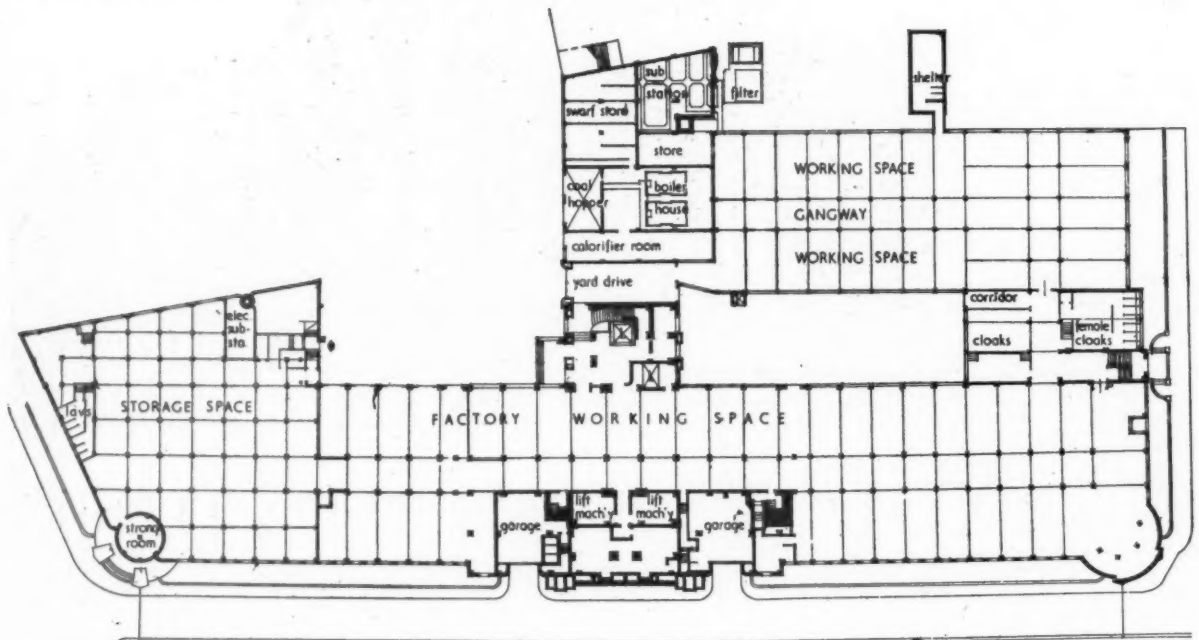 sub
station
shelter
filter
swarf store
store
WORKING SPACE
coal
hopper
boiler
house
GANGWAY
calorifier room
WORKING SPACE
yard drive
corridor
elec
sub-
sta.
cloaks
female
cloaks
lavs
STORAGE SPACE
FACTORY WORKING SPACE
lift
mach'y
lift
mach'y
garage
garage
strong
room